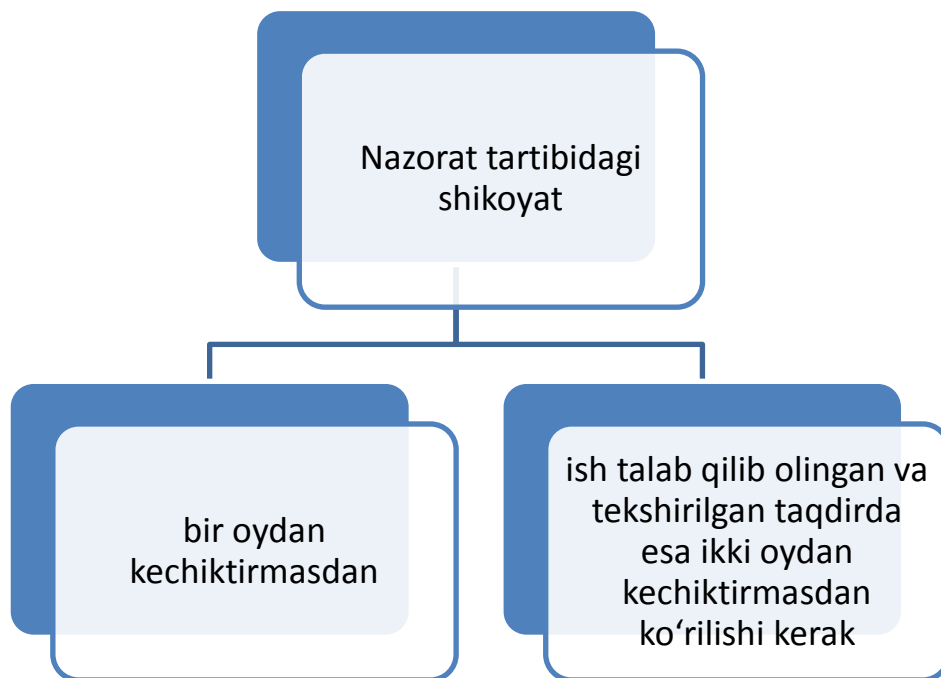 Nazorat tartibidagi
shikoyat
bir oydan
kechiktirmasdan
ish talab qilib olingan va
tekshirilgan taqdirda
esa ikki oydan
kechiktirmasdan
ko‘rilishi kerak